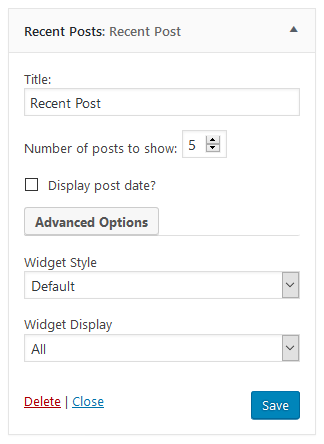 Recent Posts: Recent Post
Title:
Recent Post
Number of posts to show: 5
Display post date?
Advanced Options
Widget Style
Default
Widget Display
All
Delete | Close
Save